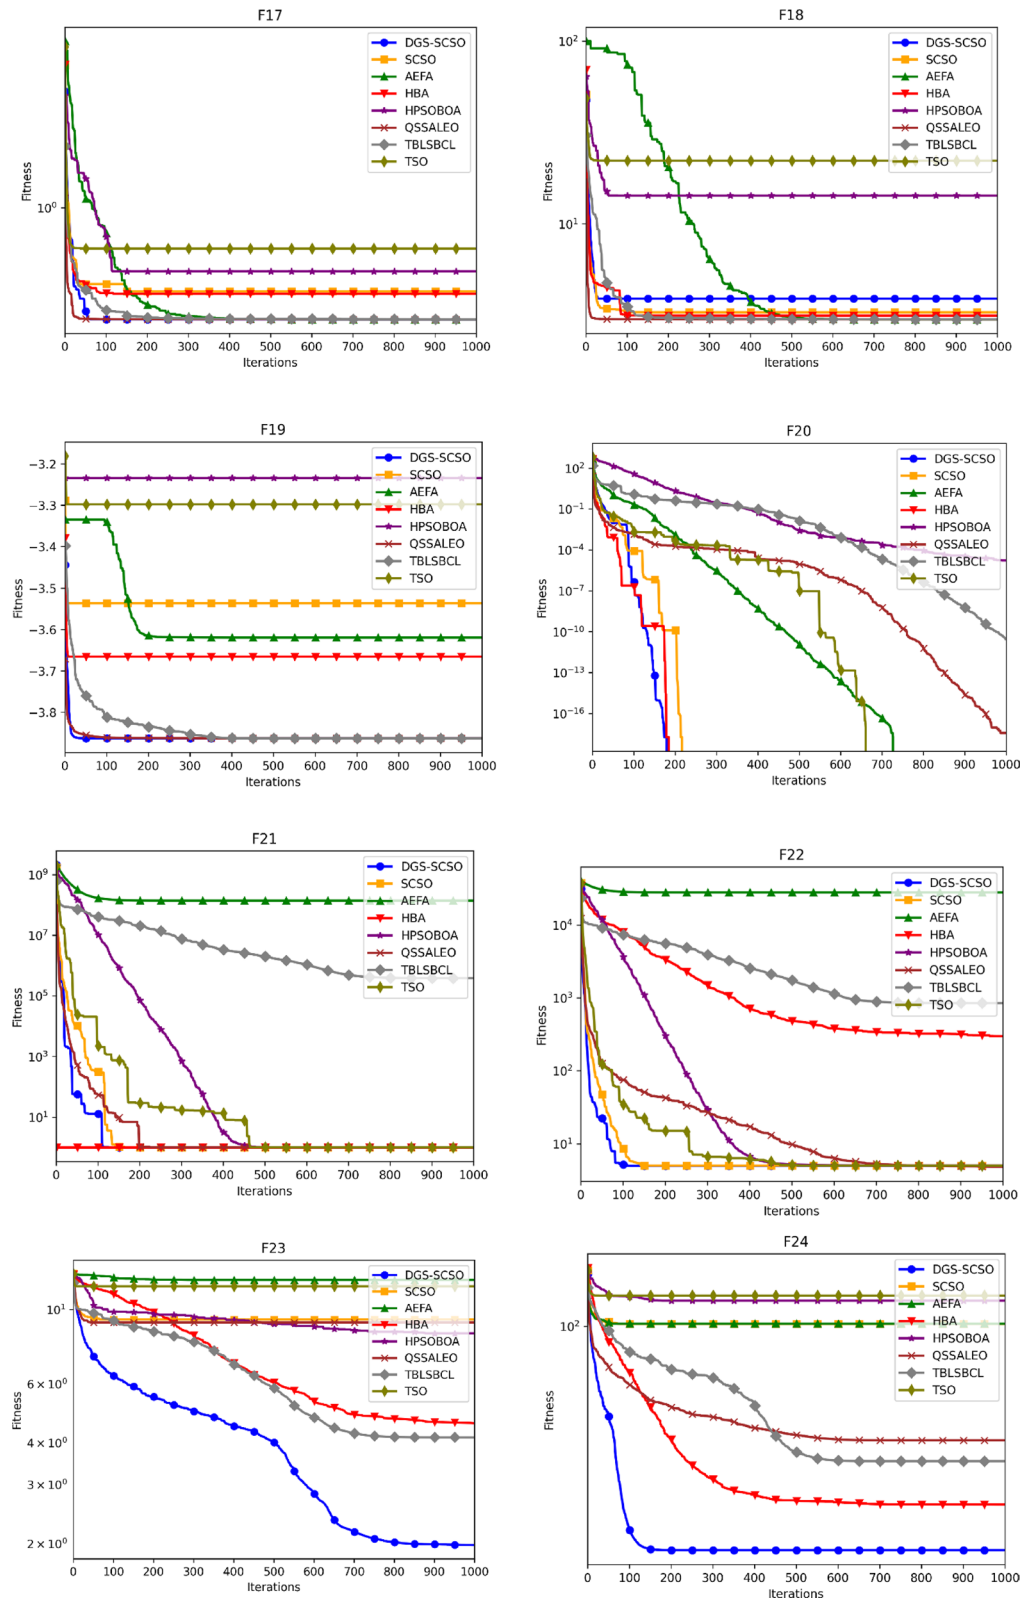 F17
DGS-SCSO
SCSO
AEFA
HBA
HPSOBOA
QSSALEO
TBLSBCL
TSO
Fitness
10⁰
0 100 200 300 400 500 600 700 800 900 1000
Iterations
F18
DGS-SCSO
SCSO
AEFA
HBA
HPSOBOA
QSSALEO
TBLSBCL
TSO
Fitness
10²
10¹
0 100 200 300 400 500 600 700 800 900 1000
Iterations
F19
DGS-SCSO
SCSO
AEFA
HBA
HPSOBOA
QSSALEO
TBLSBCL
TSO
Fitness
−3.2
−3.3
−3.4
−3.5
−3.6
−3.7
−3.8
0 100 200 300 400 500 600 700 800 900 1000
Iterations
F20
DGS-SCSO
SCSO
AEFA
HBA
HPSOBOA
QSSALEO
TBLSBCL
TSO
Fitness
10²
10⁻¹
10⁻⁴
10⁻⁷
10⁻¹⁰
10⁻¹³
10⁻¹⁶
0 100 200 300 400 500 600 700 800 900 1000
Iterations
F21
DGS-SCSO
SCSO
AEFA
HBA
HPSOBOA
QSSALEO
TBLSBCL
TSO
Fitness
10⁹
10⁷
10⁵
10³
10¹
0 100 200 300 400 500 600 700 800 900 1000
Iterations
F22
DGS-SCSO
SCSO
AEFA
HBA
HPSOBOA
QSSALEO
TBLSBCL
TSO
Fitness
10⁴
10³
10²
10¹
0 100 200 300 400 500 600 700 800 900 1000
Iterations
F23
DGS-SCSO
SCSO
AEFA
HBA
HPSOBOA
QSSALEO
TBLSBCL
TSO
Fitness
10¹
6 × 10⁰
4 × 10⁰
3 × 10⁰
2 × 10⁰
0 100 200 300 400 500 600 700 800 900 1000
Iterations
F24
DGS-SCSO
SCSO
AEFA
HBA
HPSOBOA
QSSALEO
TBLSBCL
TSO
Fitness
10²
0 100 200 300 400 500 600 700 800 900 1000
Iterations